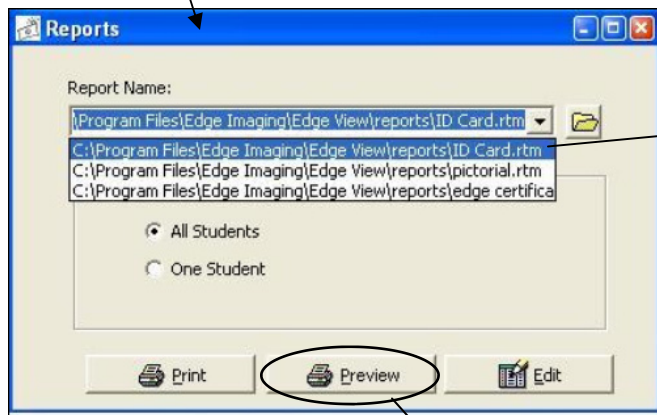 Reports
Report Name:
\Program Files\Edge Imaging\Edge View\reports\ID Card.rtm
C:\Program Files\Edge Imaging\Edge View\reports\ID Card.rtm
C:\Program Files\Edge Imaging\Edge View\reports\pictorial.rtm
C:\Program Files\Edge Imaging\Edge View\reports\edge certifica
All Students
One Student
Print Preview Edit